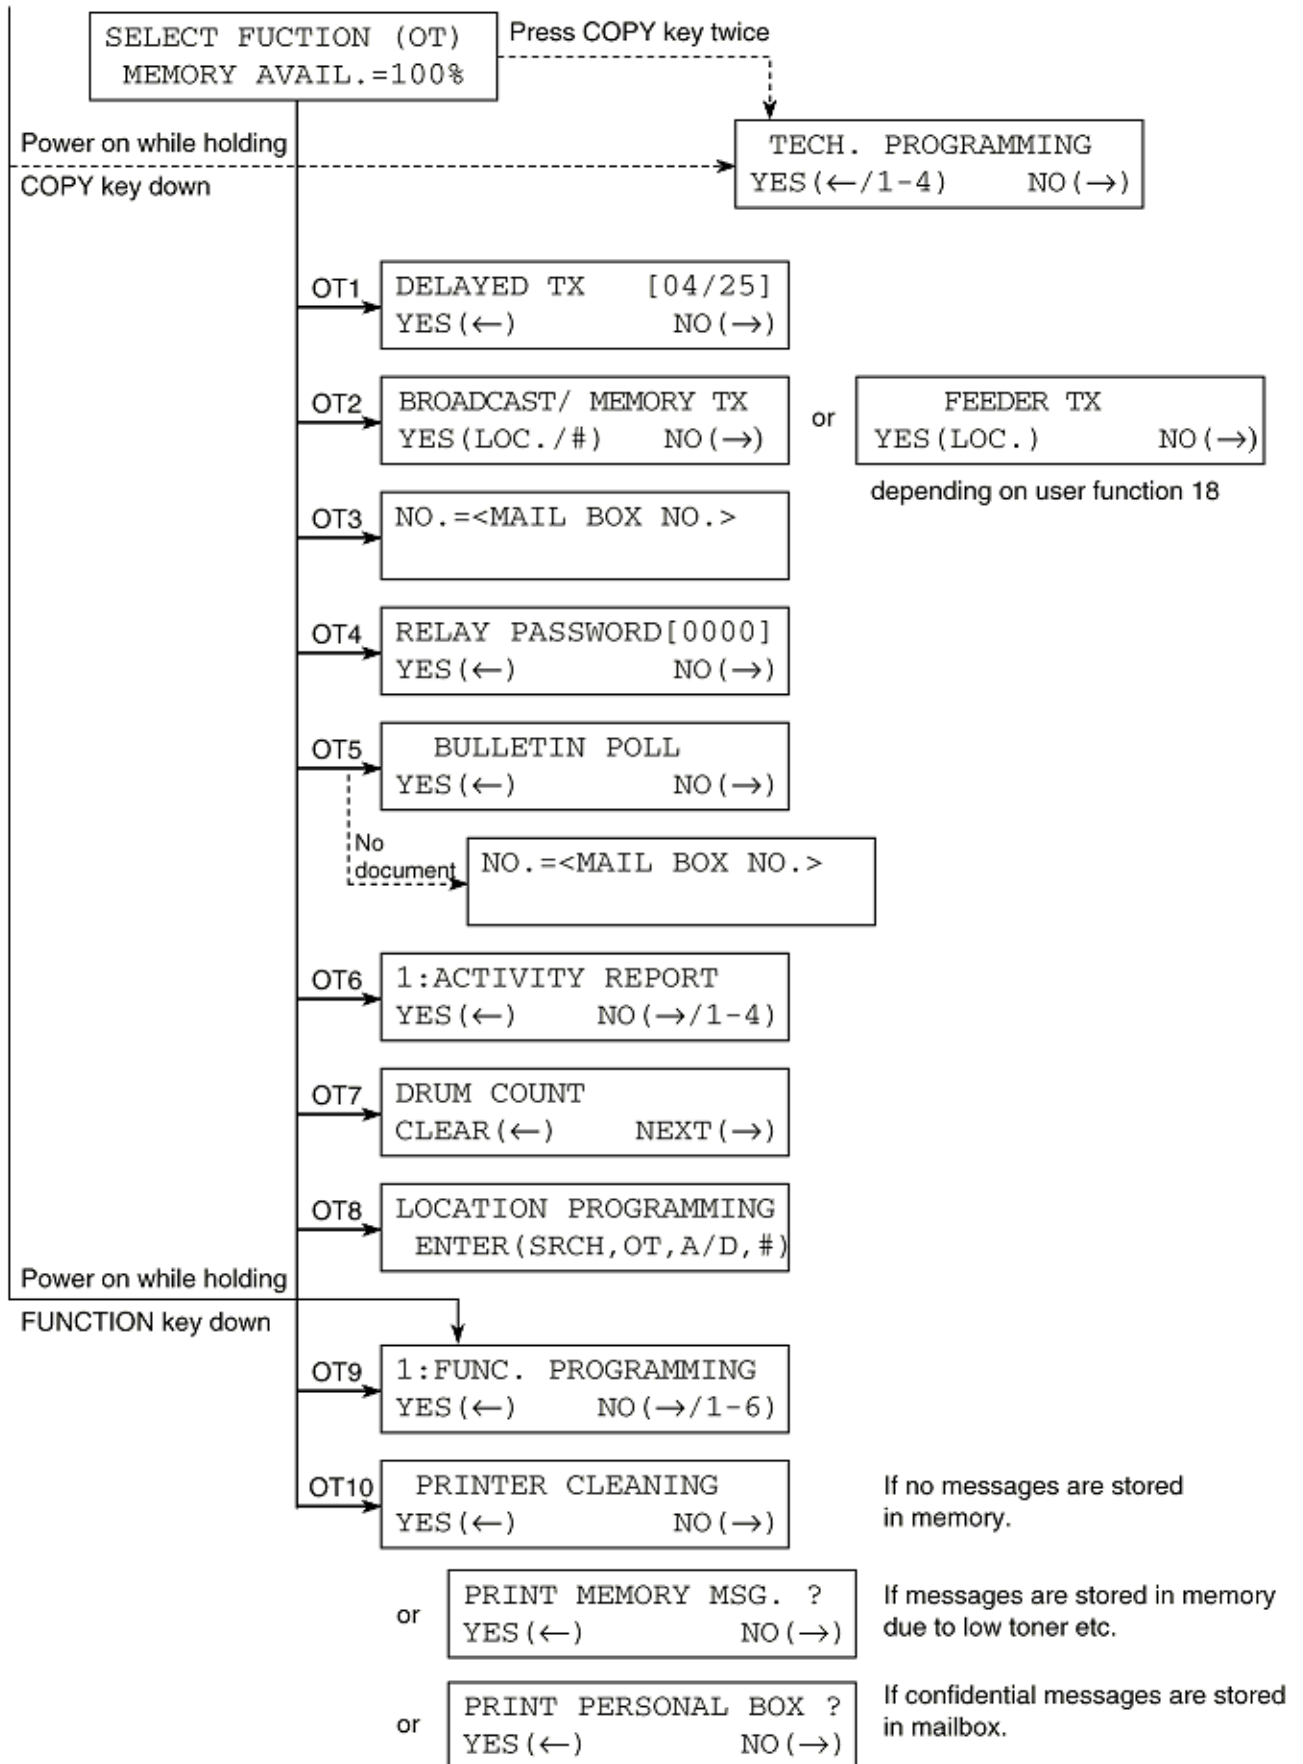 SELECT FUCTION (OT)
MEMORY AVAIL.=100%
Press COPY key twice
Power on while holding
COPY key down
TECH. PROGRAMMING
YES(←/1-4) NO(→)
OT1
DELAYED TX [04/25]
YES(←) NO(→)
OT2
BROADCAST/ MEMORY TX
YES(LOC./#) NO(→)
or
FEEDER TX
YES(LOC.) NO(→)
depending on user function 18
OT3
NO.=<MAIL BOX NO.>
OT4
RELAY PASSWORD[0000]
YES(←) NO(→)
OT5
BULLETIN POLL
YES(←) NO(→)
No
document
NO.=<MAIL BOX NO.>
OT6
1:ACTIVITY REPORT
YES(←) NO(→/1-4)
OT7
DRUM COUNT
CLEAR(←) NEXT(→)
OT8
LOCATION PROGRAMMING
ENTER(SRCH,OT,A/D,#)
Power on while holding
FUNCTION key down
OT9
1:FUNC. PROGRAMMING
YES(←) NO(→/1-6)
OT10
PRINTER CLEANING
YES(←) NO(→)
If no messages are stored
in memory.
or
PRINT MEMORY MSG. ?
YES(←) NO(→)
If messages are stored in memory
due to low toner etc.
or
PRINT PERSONAL BOX ?
YES(←) NO(→)
If confidential messages are stored
in mailbox.